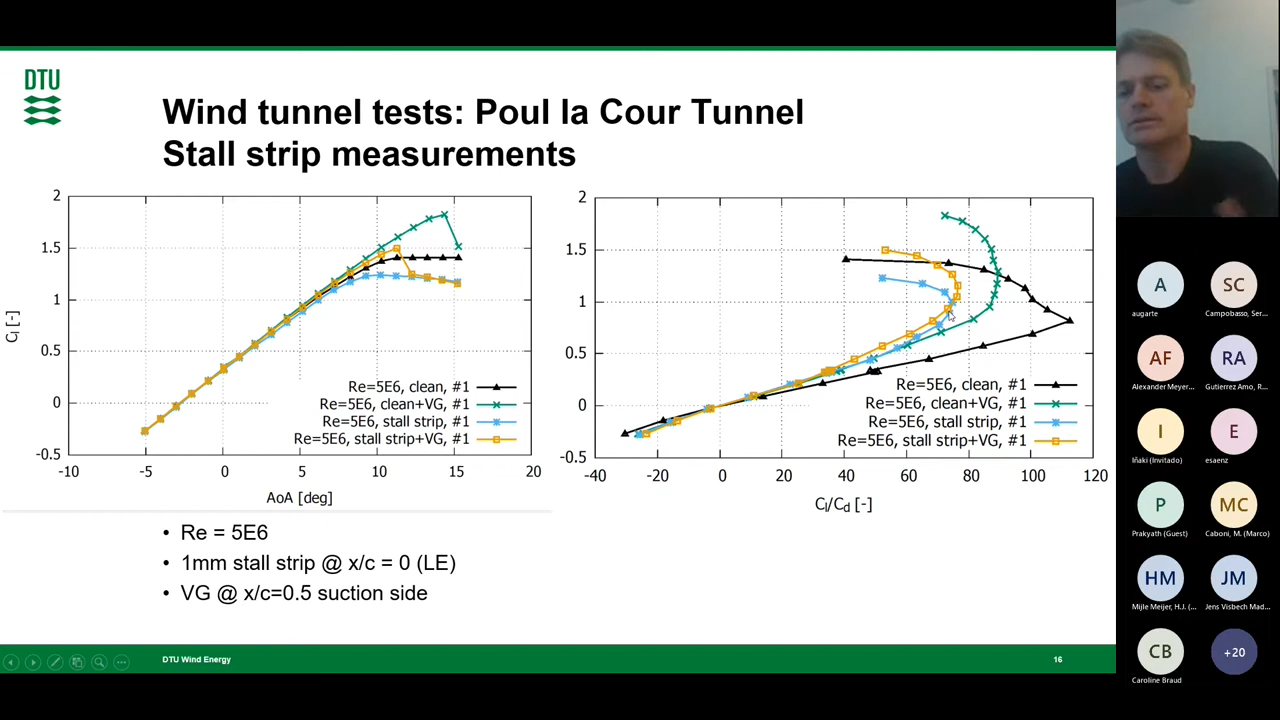 DTU
Wind tunnel tests: Poul la Cour Tunnel
Stall strip measurements
2
1.5
1
0.5
0
-0.5
-10
-5
0
5
10
15
20
Cl [-]
AoA [deg]
Re=5E6, clean, #1
Re=5E6, clean+VG, #1
Re=5E6, stall strip, #1
Re=5E6, stall strip+VG, #1
2
1.5
1
0.5
0
-0.5
-40
-20
0
20
40
60
80
100
120
Cl/Cd [-]
Re=5E6, clean, #1
Re=5E6, clean+VG, #1
Re=5E6, stall strip, #1
Re=5E6, stall strip+VG, #1
• Re = 5E6
• 1mm stall strip @ x/c = 0 (LE)
• VG @ x/c=0.5 suction side
DTU Wind Energy
16
A
augarte
SC
Campobasso, Ser...
AF
Alexander Meyer...
RA
Gutierrez Amo, R...
I
Iñaki (Invitado)
E
esaenz
P
Prakyath (Guest)
MC
Caboni, M. (Marco)
HM
Mijle Meijer, H.J. (...
JM
Jens Visbech Mad...
CB
Caroline Braud
+20